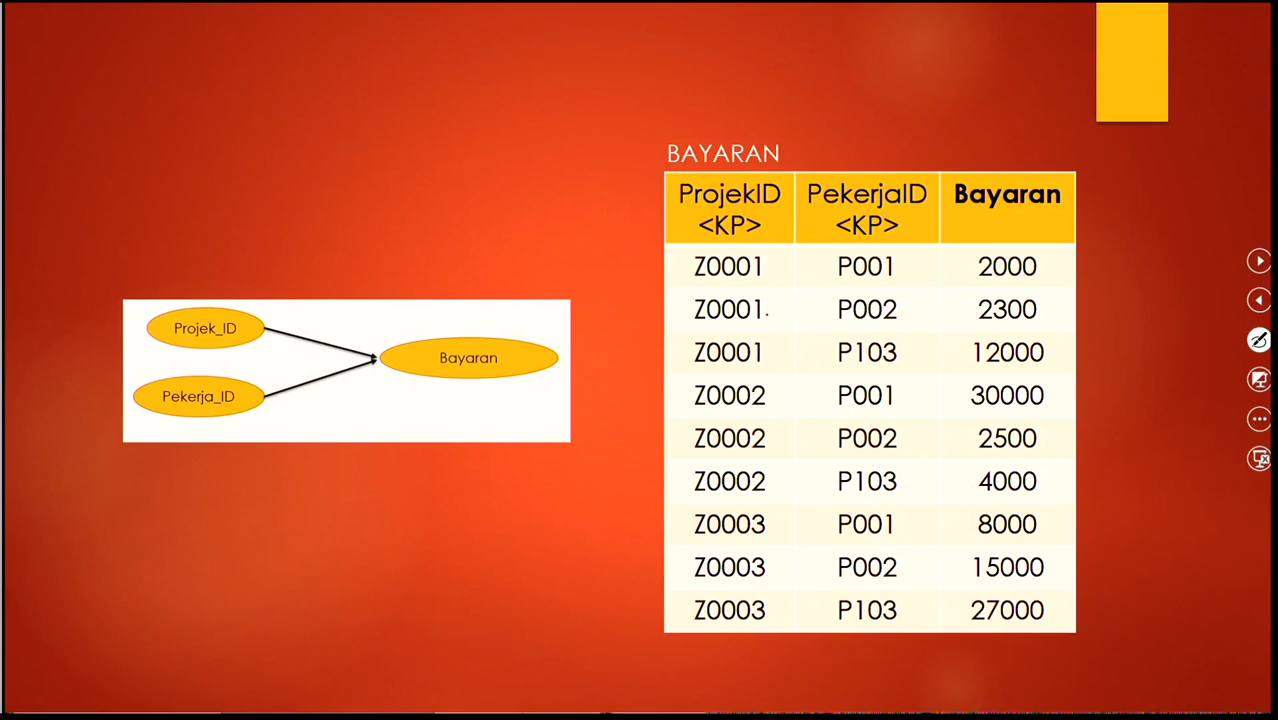 Projek_ID
Pekerja_ID
Bayaran
BAYARAN
ProjekID PekerjaID Bayaran
<KP> <KP>
Z0001 P001 2000
Z0001 P002 2300
Z0001 P103 12000
Z0002 P001 30000
Z0002 P002 2500
Z0002 P103 4000
Z0003 P001 8000
Z0003 P002 15000
Z0003 P103 27000